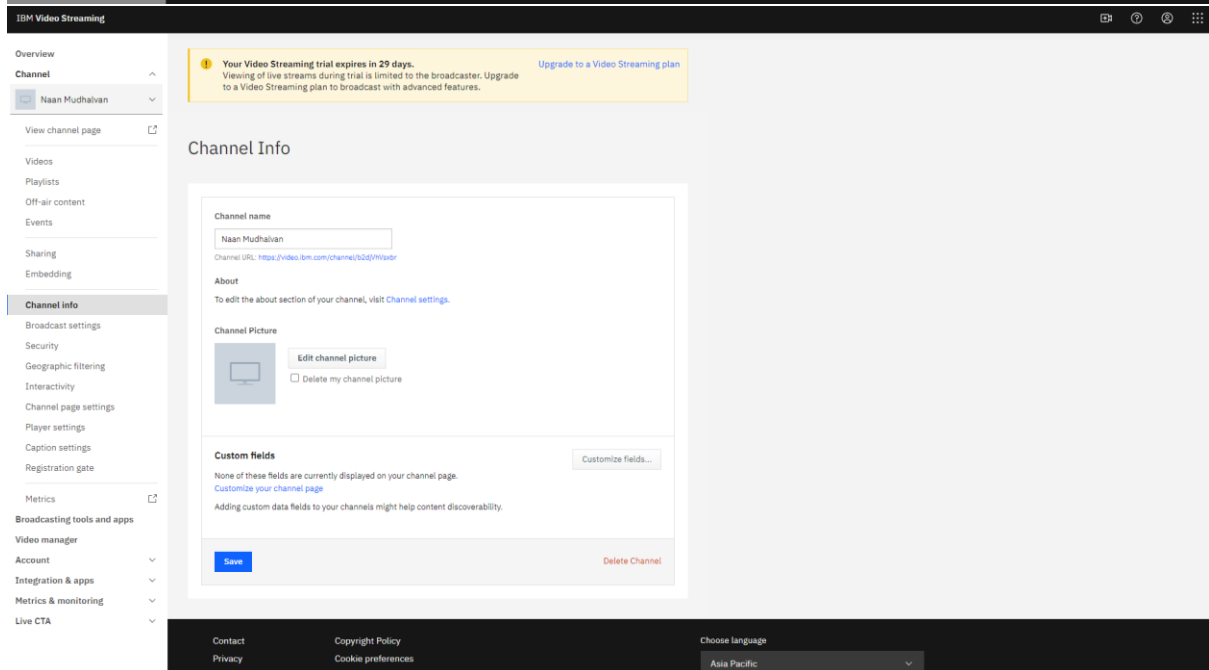 IBM Video Streaming
Overview
Channel
Naan Mudhalvan
View channel page
Videos
Playlists
Off-air content
Events
Sharing
Embedding
Channel info
Broadcast settings
Security
Geographic filtering
Interactivity
Channel page settings
Player settings
Caption settings
Registration gate
Metrics
Broadcasting tools and apps
Video manager
Account
Integration & apps
Metrics & monitoring
Live CTA
Your Video Streaming trial expires in 29 days.
Upgrade to a Video Streaming plan
Viewing of live streams during trial is limited to the broadcaster. Upgrade
to a Video Streaming plan to broadcast with advanced features.
Channel Info
Channel name
Naan Mudhalvan
Channel URL: https://video.ibm.com/channel/b2djVhVsxbr
About
To edit the about section of your channel, visit Channel settings.
Channel Picture
Edit channel picture
Delete my channel picture
Custom fields
Customize fields...
None of these fields are currently displayed on your channel page.
Customize your channel page
Adding custom data fields to your channels might help content discoverability.
Save
Delete Channel
Contact
Copyright Policy
Choose language
Privacy
Cookie preferences
Asia Pacific